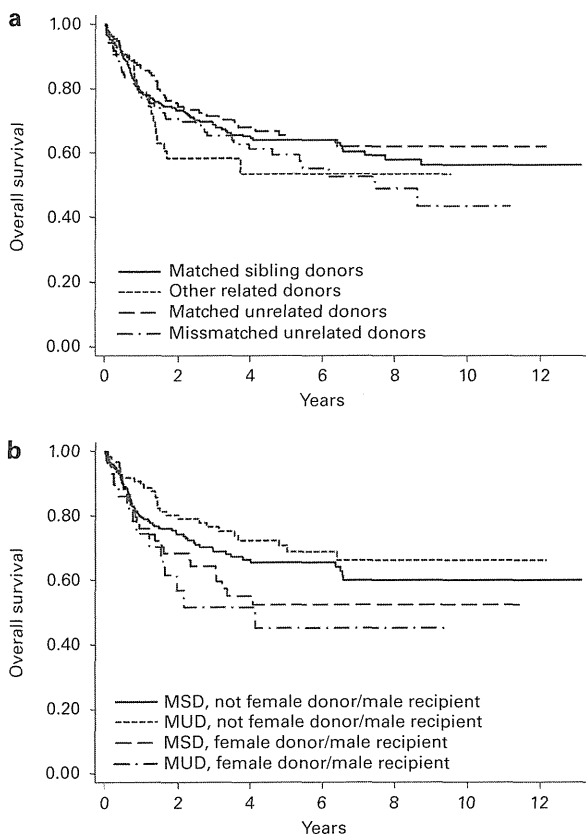 a
Overall survival
1.00
0.80
0.60
0.40
0.20
0.00
Matched sibling donors
Other related donors
Matched unrelated donors
Missmatched unrelated donors
0 2 4 6 8 10 12
Years
b
Overall survival
1.00
0.80
0.60
0.40
0.20
0.00
MSD, not female donor/male recipient
MUD, not female donor/male recipient
MSD, female donor/male recipient
MUD, female donor/male recipient
0 2 4 6 8 10 12
Years